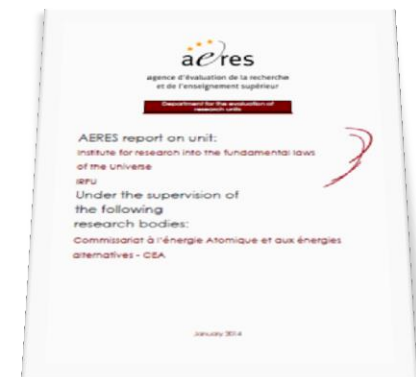 aeres
agence d'évaluation de la recherche
et de l'enseignement supérieur
Department for the evaluation of
research units
AERES report on unit:
Institute for research into the fundamental laws
of the Universe
IRFU
Under the supervision of
the following
research bodies:
Commissariat à l'énergie Atomique et aux énergies
alternatives - CEA
January 2014